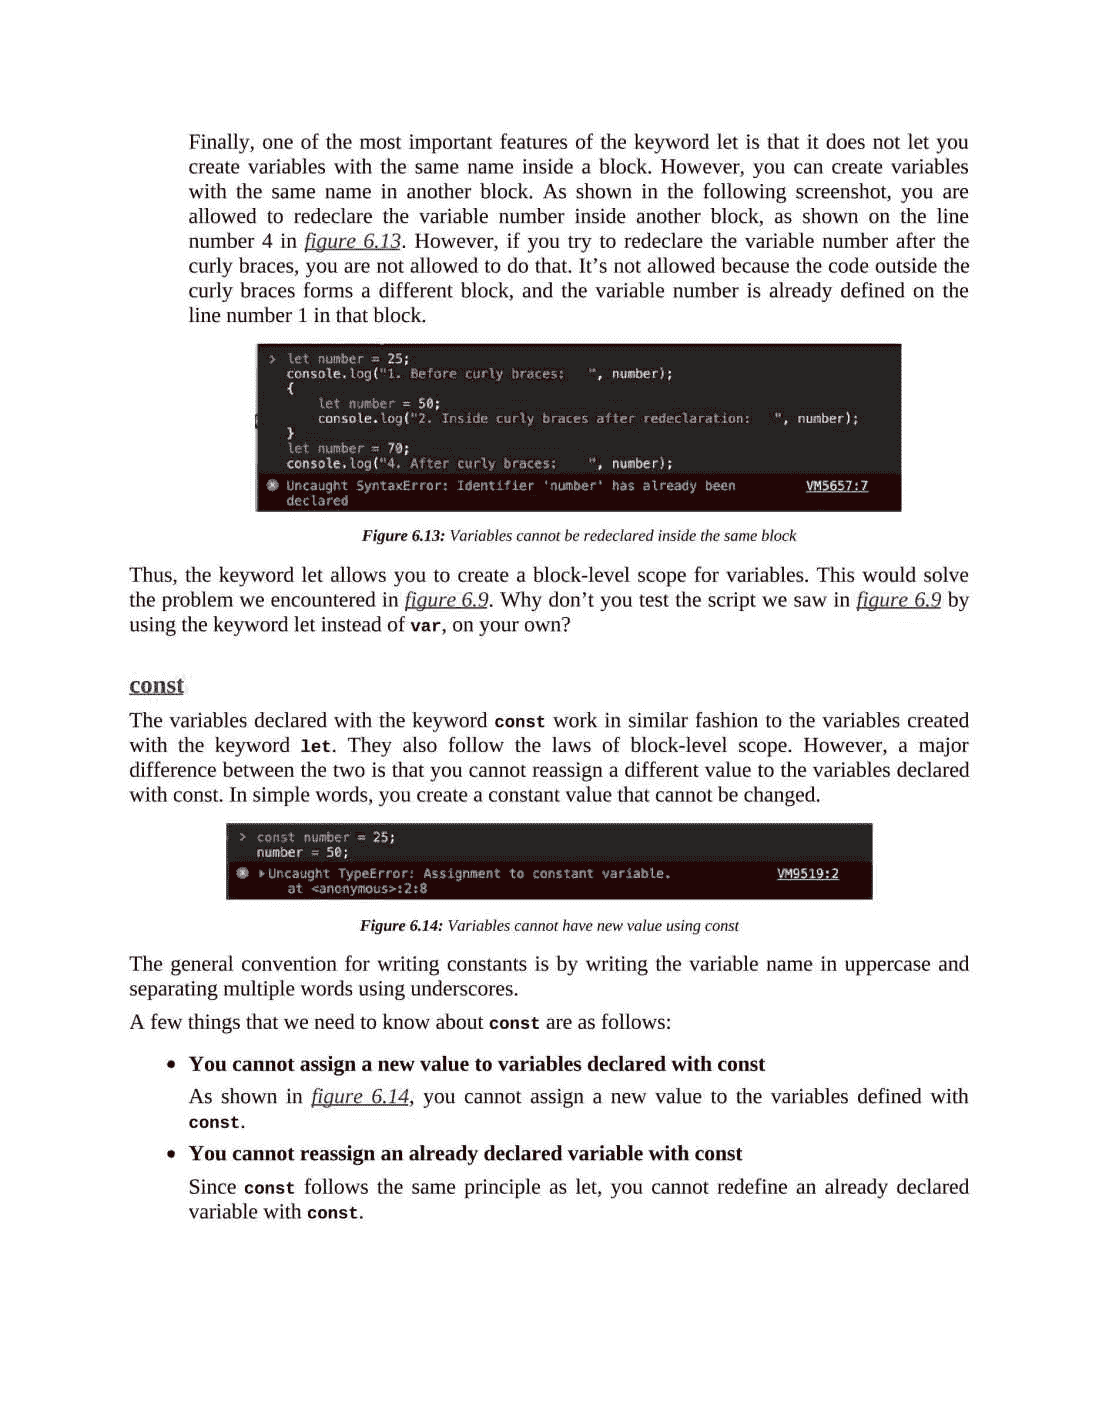 Finally, one of the most important features of the keyword let is that it does not let you
create variables with the same name inside a block. However, you can create variables
with the same name in another block. As shown in the following screenshot, you are
allowed to redeclare the variable number inside another block, as shown on the line
number 4 in figure 6.13. However, if you try to redeclare the variable number after the
curly braces, you are not allowed to do that. It’s not allowed because the code outside the
curly braces forms a different block, and the variable number is already defined on the
line number 1 in that block.
> let number = 25;
console.log("1. Before curly braces:   ", number);
{
    let number = 50;
    console.log("2. Inside curly braces after redeclaration:   ", number);
}
let number = 70;
console.log("4. After curly braces:    ", number);
Uncaught SyntaxError: Identifier 'number' has already been VM5657:7
declared
Figure 6.13: Variables cannot be redeclared inside the same block
Thus, the keyword let allows you to create a block-level scope for variables. This would solve
the problem we encountered in figure 6.9. Why don’t you test the script we saw in figure 6.9 by
using the keyword let instead of var, on your own?
const
The variables declared with the keyword const work in similar fashion to the variables created
with the keyword let. They also follow the laws of block-level scope. However, a major
difference between the two is that you cannot reassign a different value to the variables declared
with const. In simple words, you create a constant value that cannot be changed.
> const number = 25;
number = 50;
Uncaught TypeError: Assignment to constant variable. VM9519:2
    at <anonymous>:2:8
Figure 6.14: Variables cannot have new value using const
The general convention for writing constants is by writing the variable name in uppercase and
separating multiple words using underscores.
A few things that we need to know about const are as follows:
• You cannot assign a new value to variables declared with const
As shown in figure 6.14, you cannot assign a new value to the variables defined with
const.
• You cannot reassign an already declared variable with const
Since const follows the same principle as let, you cannot redefine an already declared
variable with const.